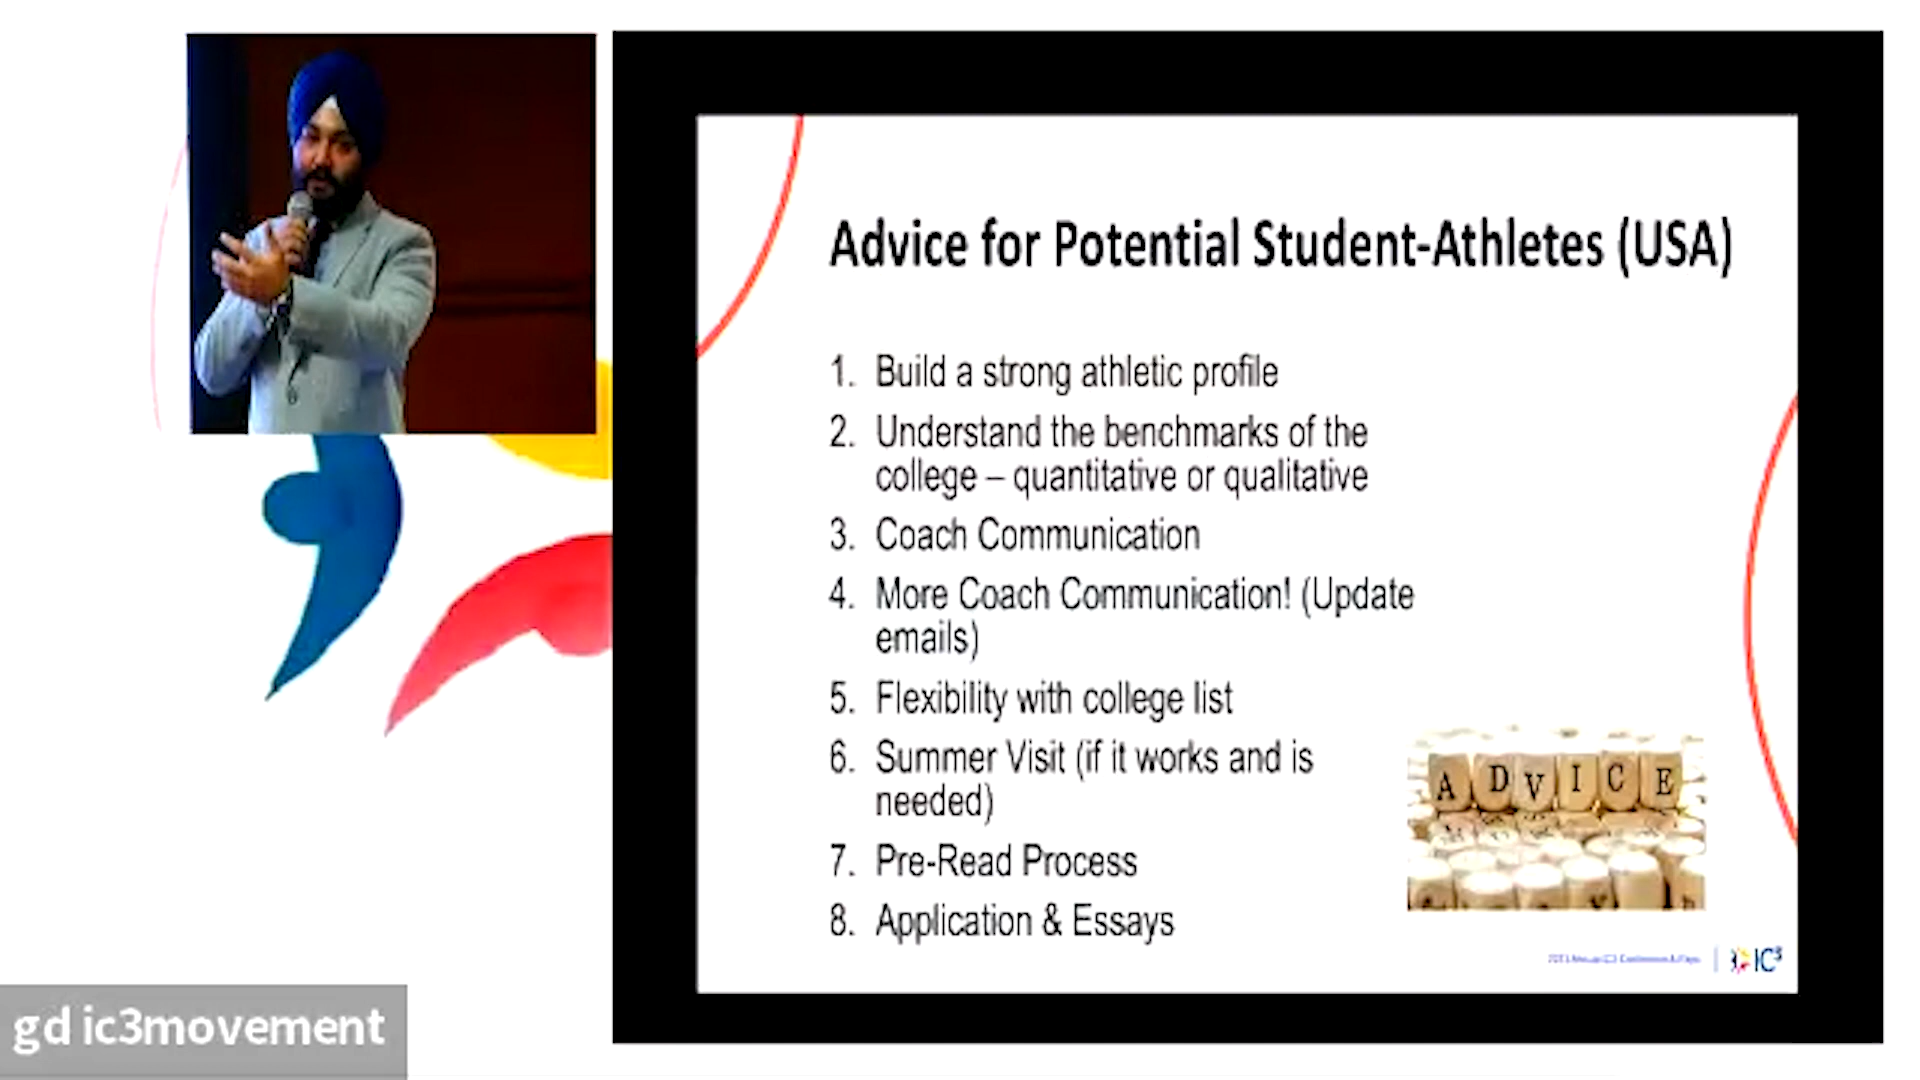 Advice for Potential Student-Athletes (USA)
1. Build a strong athletic profile
2. Understand the benchmarks of the
college – quantitative or qualitative
3. Coach Communication
4. More Coach Communication! (Update
emails)
5. Flexibility with college list
6. Summer Visit (if it works and is
needed)
7. Pre-Read Process
8. Application & Essays
ADVICE
IC3
gd ic3movement